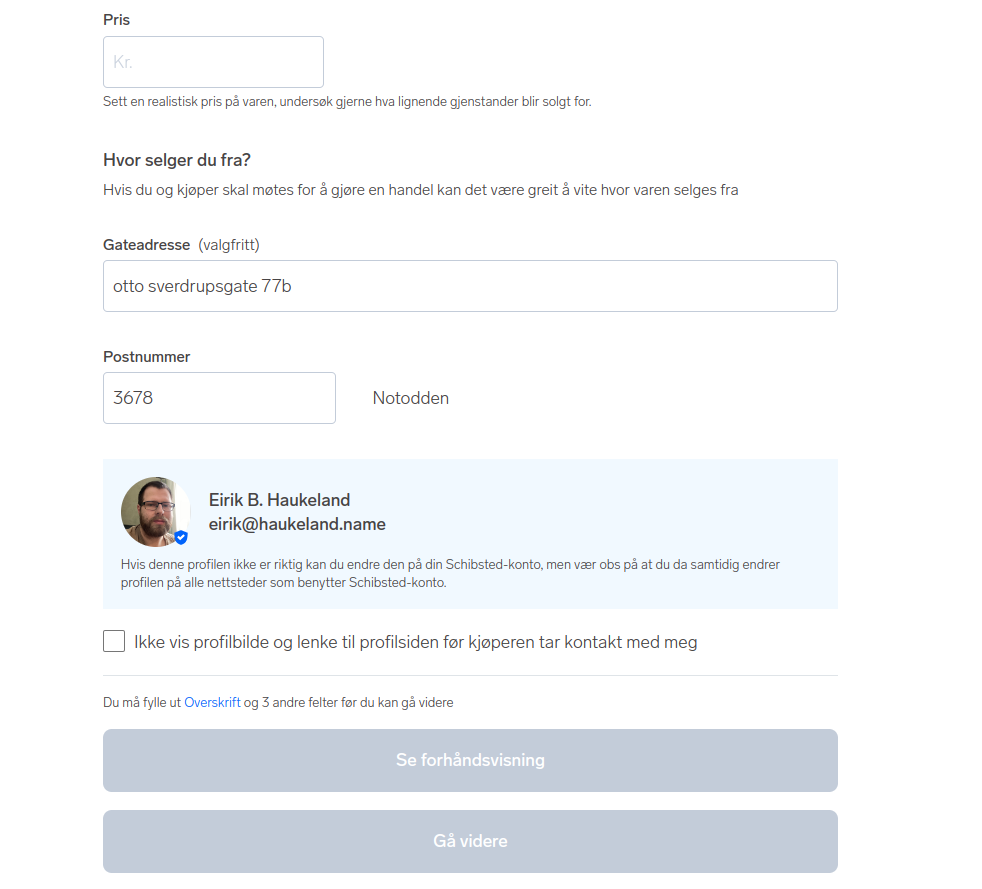 Pris
Kr.
Sett en realistisk pris på varen, undersøk gjerne hva lignende gjenstander blir solgt for.
Hvor selger du fra?
Hvis du og kjøper skal møtes for å gjøre en handel kan det være greit å vite hvor varen selges fra
Gateadresse (valgfritt)
otto sverdrupsgate 77b
Postnummer
3678 Notodden
Eirik B. Haukeland
eirik@haukeland.name
Hvis denne profilen ikke er riktig kan du endre den på din Schibsted-konto, men vær obs på at du da samtidig endrer
profilen på alle nettsteder som benytter Schibsted-konto.
Ikke vis profilbilde og lenke til profilsiden før kjøperen tar kontakt med meg
Du må fylle ut Overskrift og 3 andre felter før du kan gå videre
Se forhåndsvisning
Gå videre